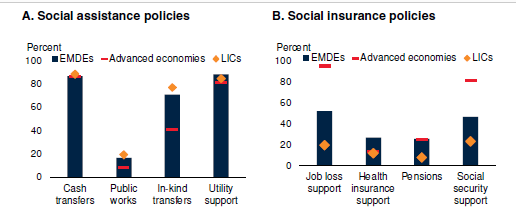 A. Social assistance policies
Percent
EMDEs Advanced economies LICs
100
80
60
40
20
0
Cash transfers
Public works
In-kind transfers
Utility support
B. Social insurance policies
Percent
EMDEs Advanced economies LICs
100
80
60
40
20
0
Job loss support
Health insurance support
Pensions
Social security support